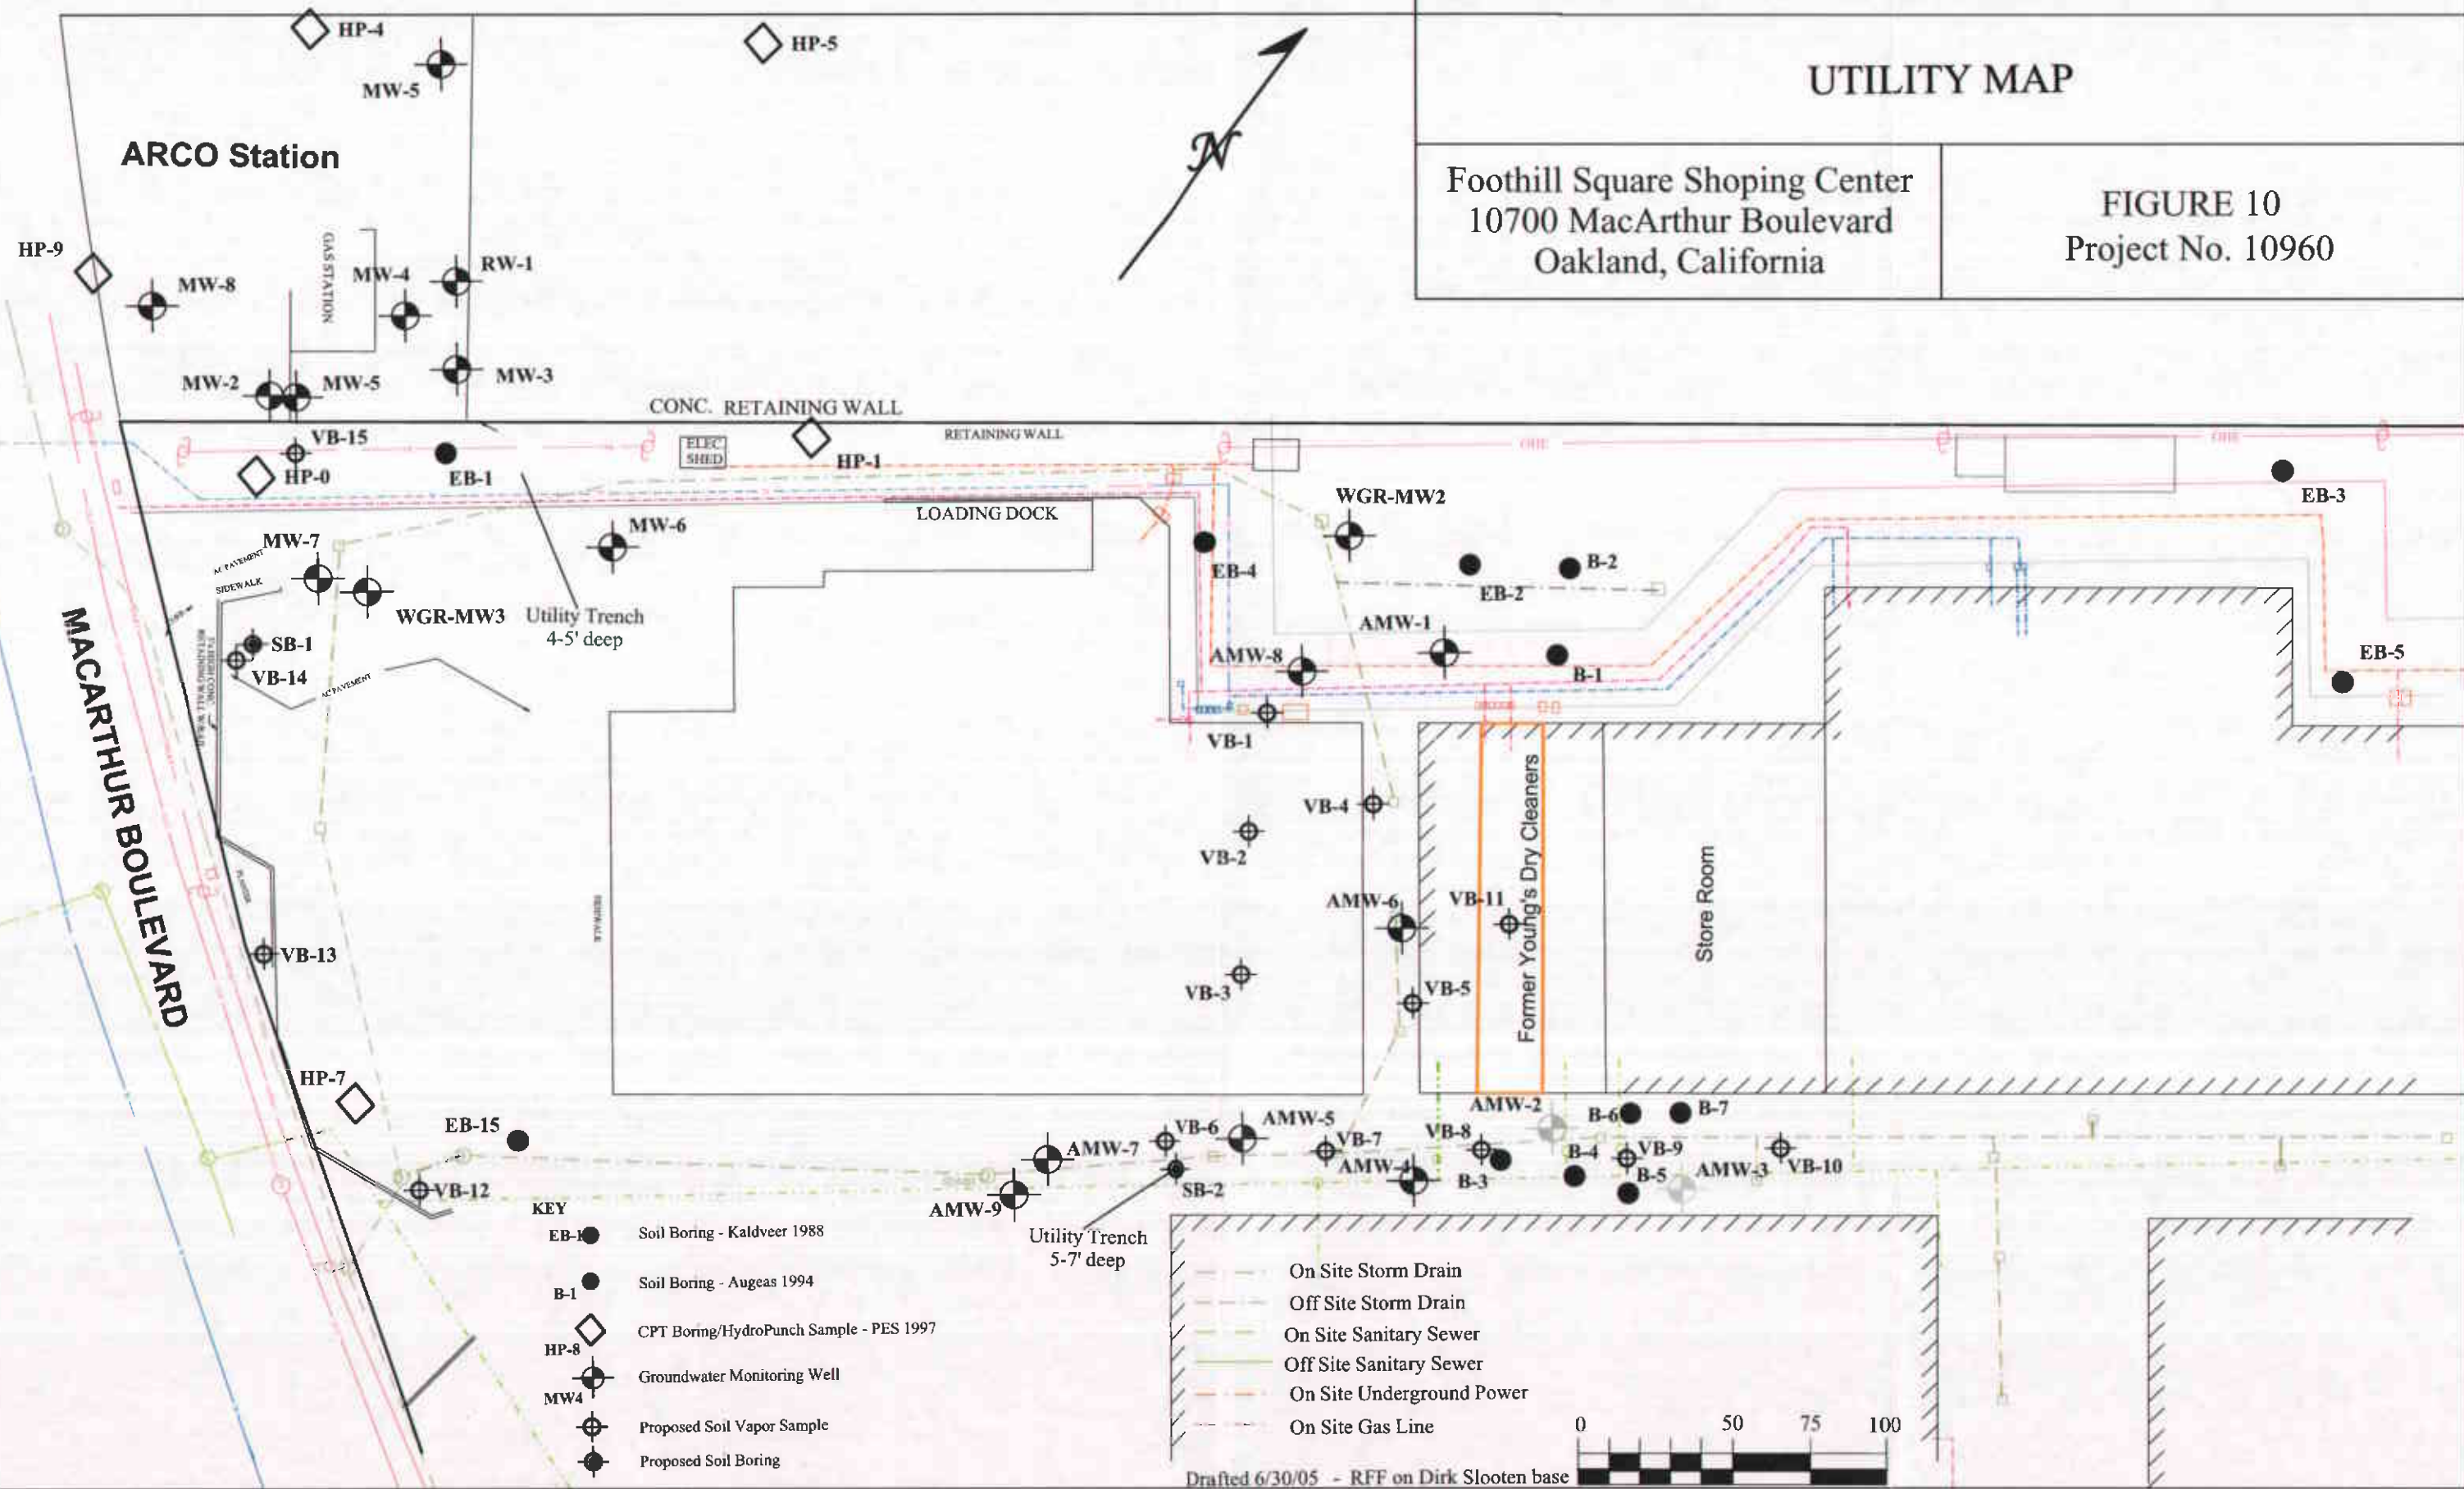 UTILITY MAP
Foothill Square Shoping Center
10700 MacArthur Boulevard
Oakland, California
FIGURE 10
Project No. 10960
N
HP-4
HP-5
MW-5
ARCO Station
HP-9
MW-8
GAS STATION
MW-4
RW-1
MW-2
MW-5
MW-3
CONC. RETAINING WALL
RETAINING WALL
VB-15
HP-0
EB-1
ELEC
SHED
HP-1
OHE
OHE
EB-3
LOADING DOCK
WGR-MW2
MW-6
MW-7
AC PAVEMENT
SIDEWALK
WGR-MW3
Utility Trench
4-5' deep
EB-4
EB-2
B-2
AMW-1
AMW-8
B-1
EB-5
SB-1
VB-14
AC PAVEMENT
RETAINING WALL
VB-1
MACARTHUR BOULEVARD
VB-4
VB-2
Former Young's Dry Cleaners
Store Room
PLANTER
SIDEWALK
AMW-6
VB-11
VB-13
VB-3
VB-5
HP-7
EB-15
VB-12
AMW-7
VB-6
AMW-5
VB-7
AMW-4
VB-8
AMW-2
B-6
B-7
B-4
VB-9
B-3
B-5
AMW-3
VB-10
AMW-9
SB-2
Utility Trench
5-7' deep
KEY
EB-1
Soil Boring - Kaldveer 1988
B-1
Soil Boring - Augeas 1994
HP-8
CPT Boring/HydroPunch Sample - PES 1997
MW4
Groundwater Monitoring Well
Proposed Soil Vapor Sample
Proposed Soil Boring
On Site Storm Drain
Off Site Storm Drain
On Site Sanitary Sewer
Off Site Sanitary Sewer
On Site Underground Power
On Site Gas Line
0 50 75 100
Drafted 6/30/05 - RFF on Dirk Slooten base